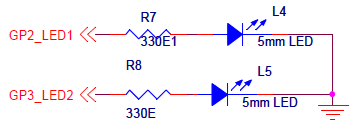 R7
L4
GP2_LED1
330E1
5mm LED
R8
L5
GP3_LED2
330E
5mm LED